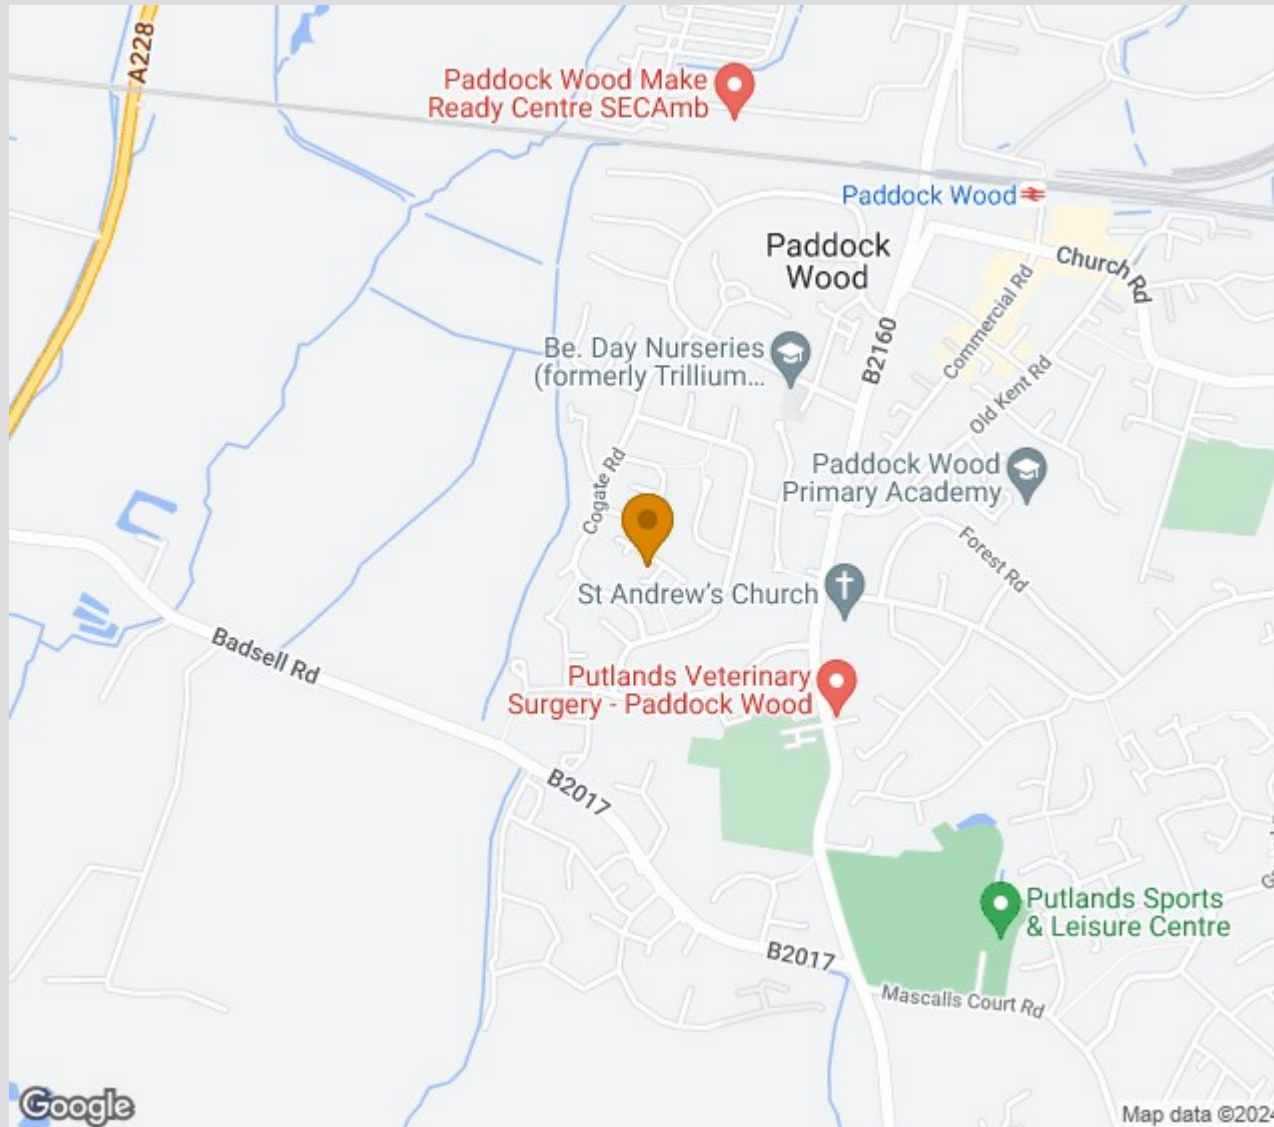 A228
Paddock Wood Make
Ready Centre SECAmb
Paddock Wood
Paddock
Wood
Church Rd
Commercial Rd
B2160
Be. Day Nurseries
(formerly Trillium...
Old Kent Rd
Cogate Rd
Paddock Wood
Primary Academy
Forest Rd
St Andrew's Church
Badsell Rd
Putlands Veterinary
Surgery - Paddock Wood
B2017
Putlands Sports
& Leisure Centre
B2017
Mascalls Court Rd
Google
Map data ©2024